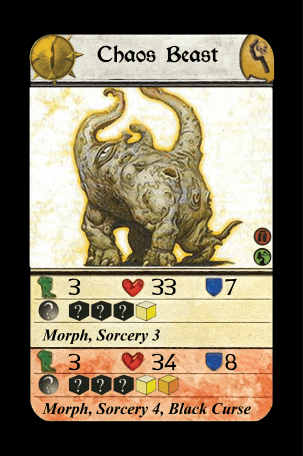 Chaos Beast
3 33 7
? ? ? ?
Morph, Sorcery 3
3 34 8
? ? ? ?
Morph, Sorcery 4, Black Curse